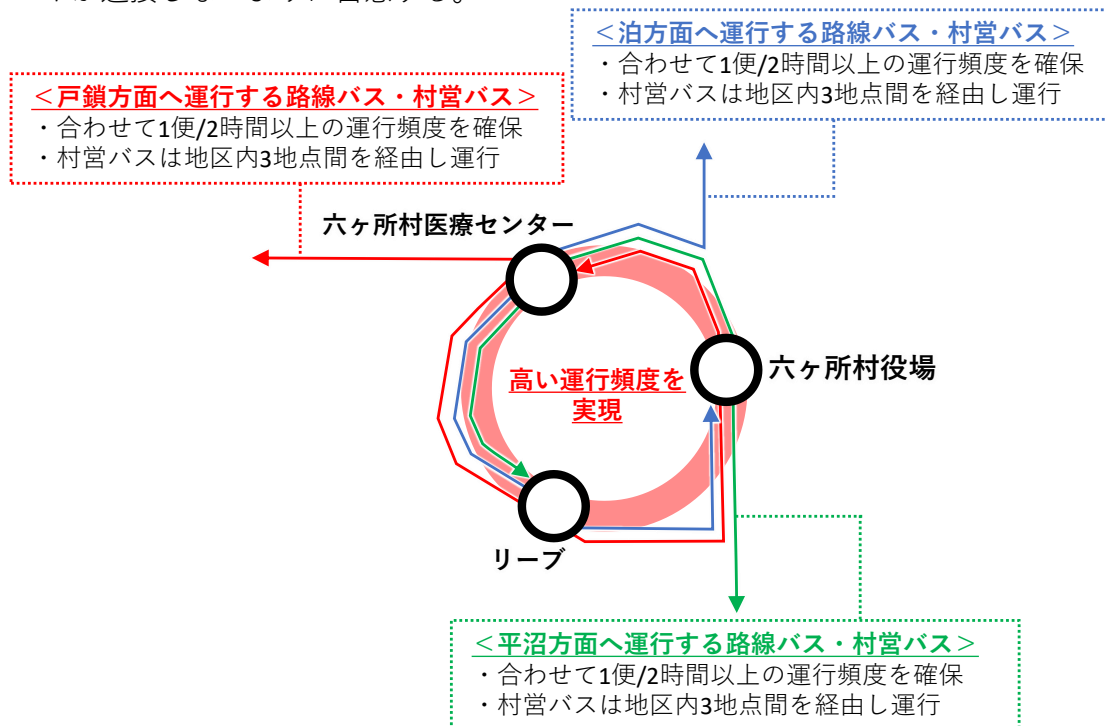 ＜泊方面へ運行する路線バス・村営バス＞
・合わせて1便/2時間以上の運行頻度を確保
・村営バスは地区内3地点間を経由し運行
＜戸鎖方面へ運行する路線バス・村営バス＞
・合わせて1便/2時間以上の運行頻度を確保
・村営バスは地区内3地点間を経由し運行
六ヶ所村医療センター
六ヶ所村役場
高い運行頻度を
実現
リーブ
＜平沼方面へ運行する路線バス・村営バス＞
・合わせて1便/2時間以上の運行頻度を確保
・村営バスは地区内3地点間を経由し運行